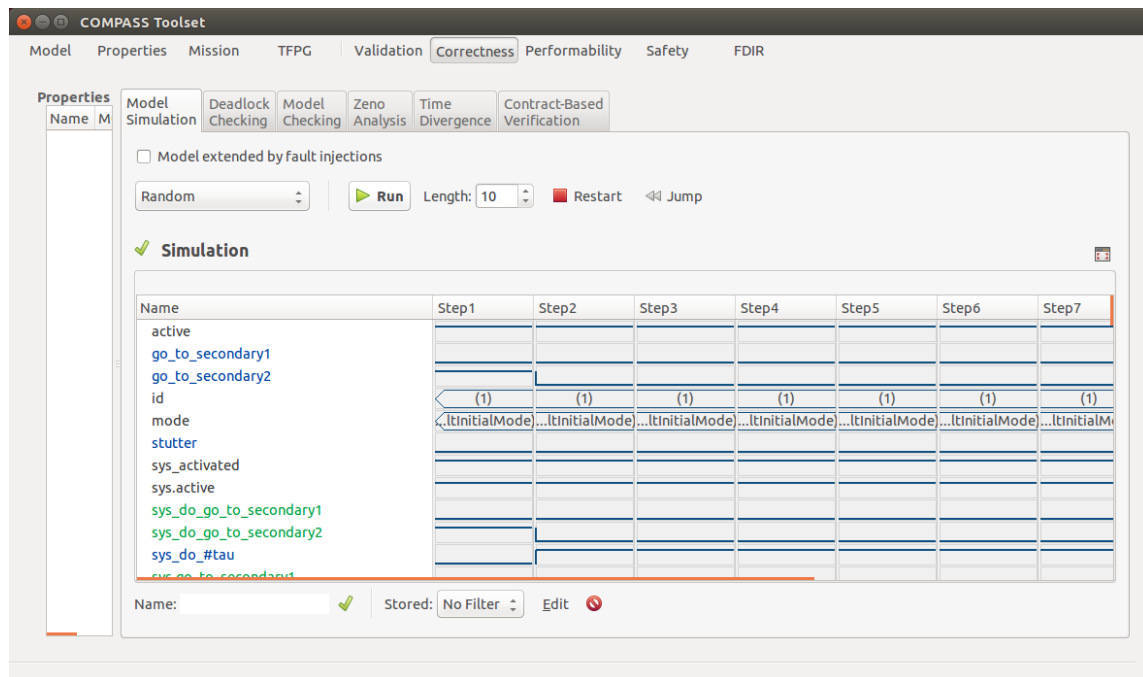 COMPASS Toolset
Model Properties Mission TFPG Validation Correctness Performability Safety FDIR
Properties
Name M
Model Simulation Deadlock Checking Model Checking Zeno Analysis Time Divergence Contract-Based Verification
Model extended by fault injections
Random Run Length: 10 Restart Jump
Simulation
Name Step1 Step2 Step3 Step4 Step5 Step6 Step7
active
go_to_secondary1
go_to_secondary2
id (1) (1) (1) (1) (1) (1) (1)
mode ...ltInitialMode) ...ltInitialMode) ...ltInitialMode) ...ltInitialMode) ...ltInitialMode) ...ltInitialMode) ...ltInitialM
stutter
sys_activated
sys.active
sys_do_go_to_secondary1
sys_do_go_to_secondary2
sys_do_#tau
sys.go_to_secondary1
Name: Stored: No Filter Edit